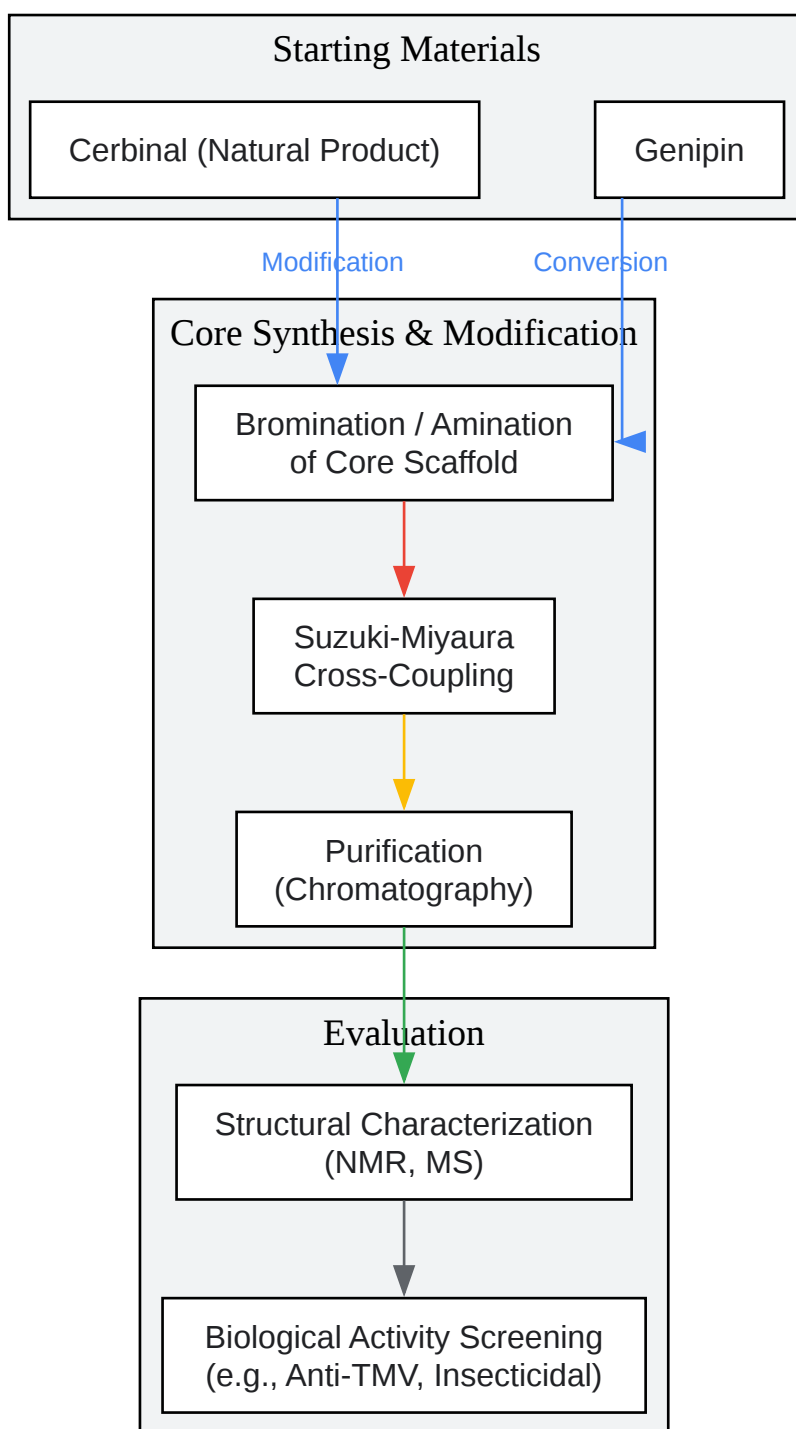 Starting Materials
Cerbinal (Natural Product)
Genipin
Modification
Conversion
Core Synthesis & Modification
Bromination / Amination
of Core Scaffold
Suzuki-Miyaura
Cross-Coupling
Purification
(Chromatography)
Evaluation
Structural Characterization
(NMR, MS)
Biological Activity Screening
(e.g., Anti-TMV, Insecticidal)